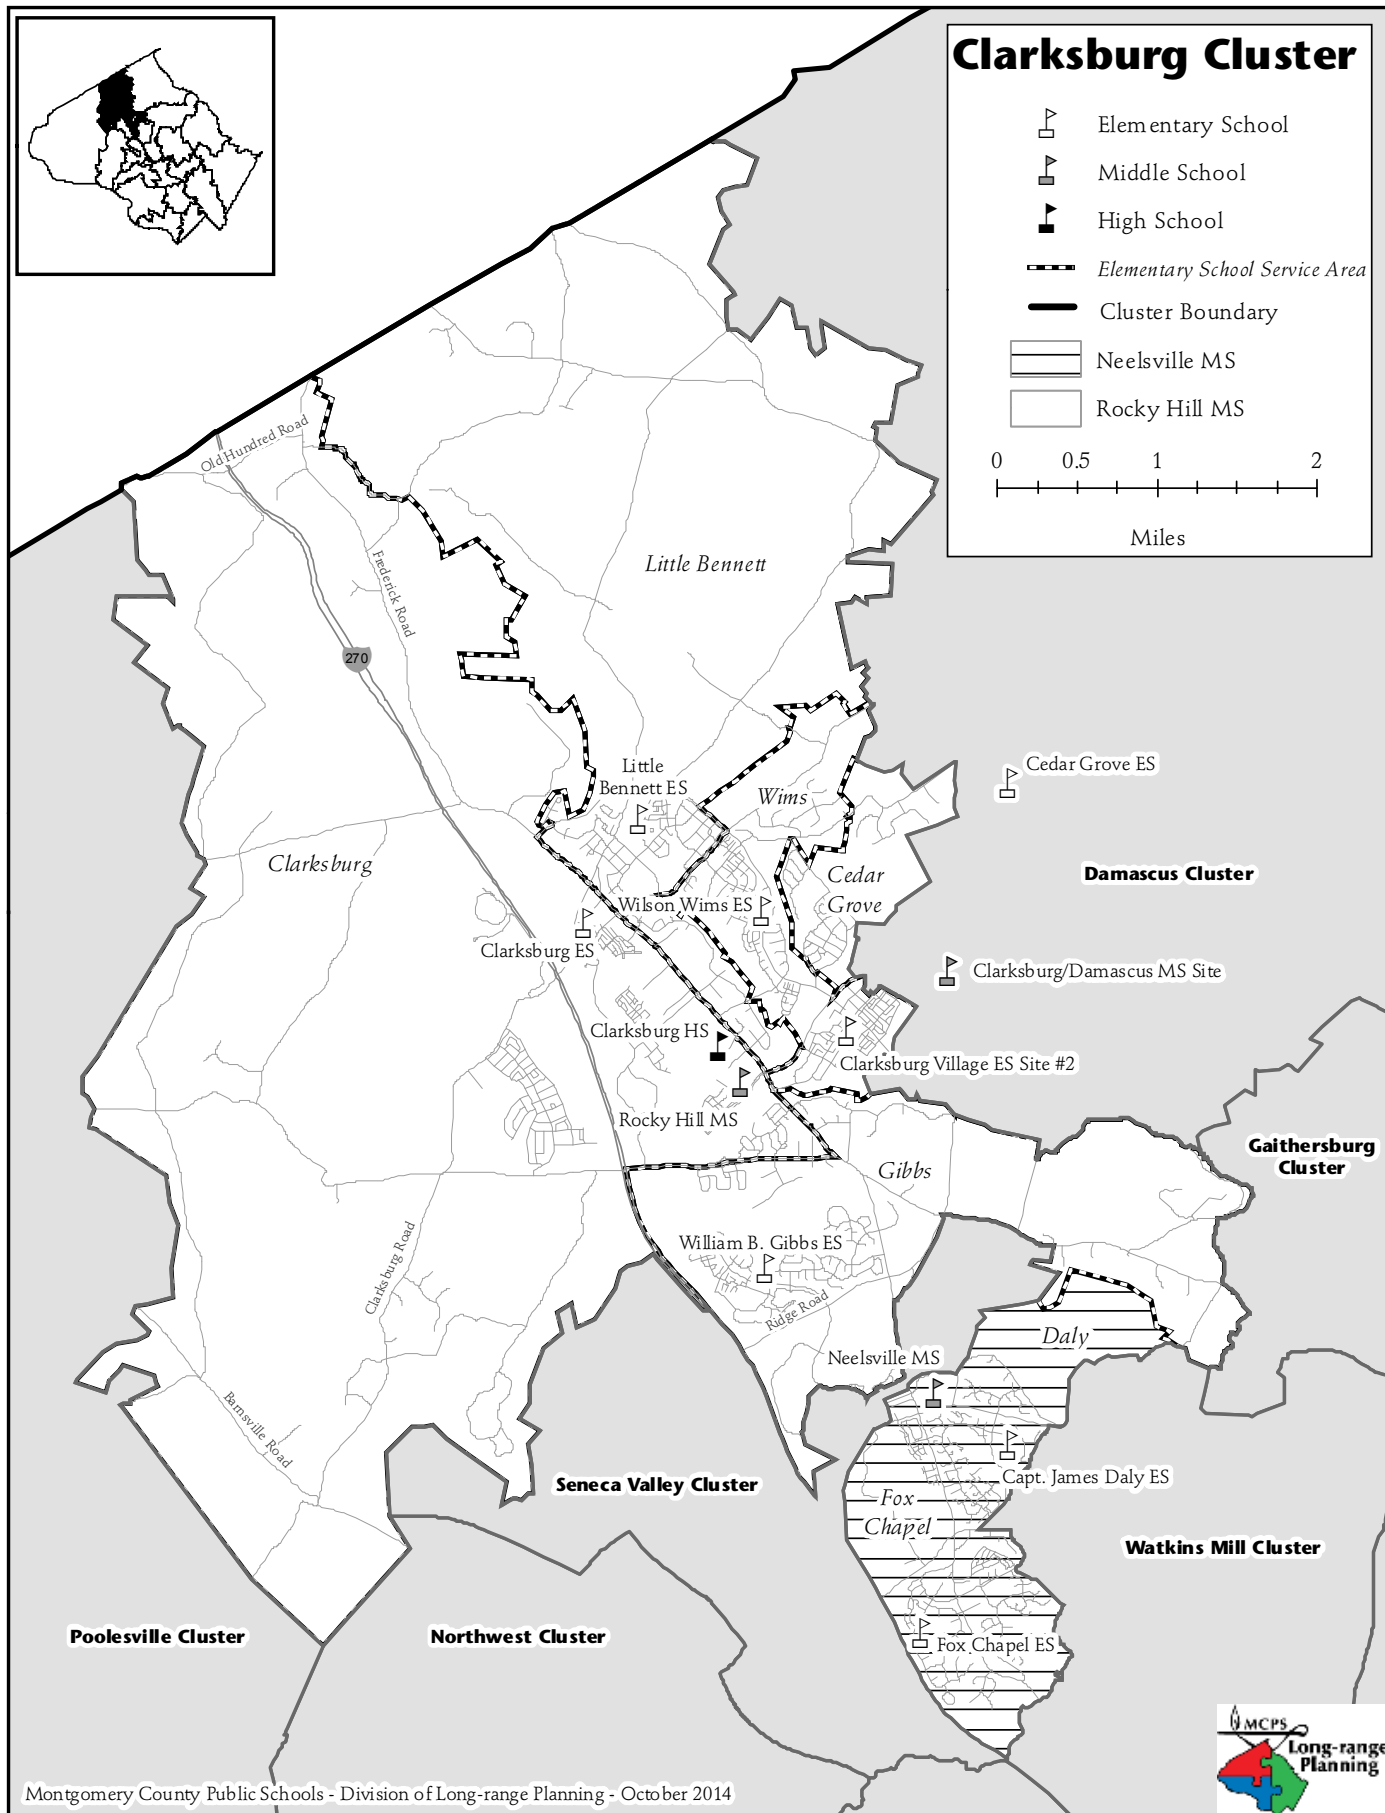 Clarksburg Cluster
Elementary School
Middle School
High School
Elementary School Service Area
Cluster Boundary
Neelsville MS
Rocky Hill MS
0 0.5 1 2
Miles
Old Hundred Road
Frederick Road
270
Little Bennett
Little
Bennett ES
Wims
Cedar Grove ES
Clarksburg
Cedar
Grove
Damascus Cluster
Wilson Wims ES
Clarksburg ES
Clarksburg/Damascus MS Site
Clarksburg HS
Clarksburg Village ES Site #2
Rocky Hill MS
Gaithersburg
Cluster
Gibbs
William B. Gibbs ES
Clarksburg Road
Ridge Road
Daly
Neelsville MS
Barnsville Road
Capt. James Daly ES
Seneca Valley Cluster
Fox
Chapel
Watkins Mill Cluster
Poolesville Cluster
Northwest Cluster
Fox Chapel ES
MCPS
Long-range
Planning
Montgomery County Public Schools - Division of Long-range Planning - October 2014